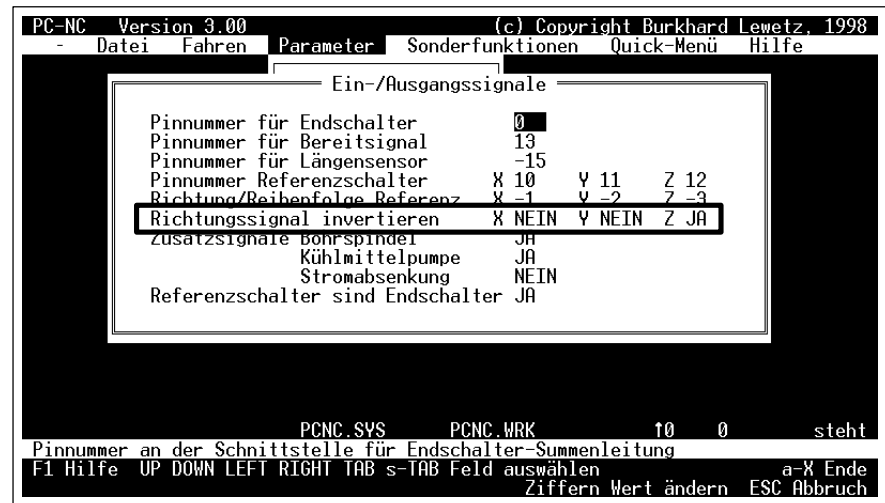 PC-NC Version 3.00 (c) Copyright Burkhard Lewetz, 1998
- Datei Fahren Parameter Sonderfunktionen Quick-Menü Hilfe
Ein-/Ausgangssignale
Pinnummer für Endschalter 0
Pinnummer für Bereitsignal 13
Pinnummer für Längensensor -15
Pinnummer Referenzschalter X 10 Y 11 Z 12
Richtung/Reihenfolge Referenz X -1 Y -2 Z -3
Richtungssignal invertieren X NEIN Y NEIN Z JA
Zusatzsignale Bohrspindel JA
Kühlmittelpumpe JA
Stromabsenkung NEIN
Referenzschalter sind Endschalter JA
PCNC.SYS PCNC.WRK ↑0 0 steht
Pinnummer an der Schnittstelle für Endschalter-Summenleitung
F1 Hilfe UP DOWN LEFT RIGHT TAB s-TAB Feld auswählen a-X Ende
Ziffern Wert ändern ESC Abbruch